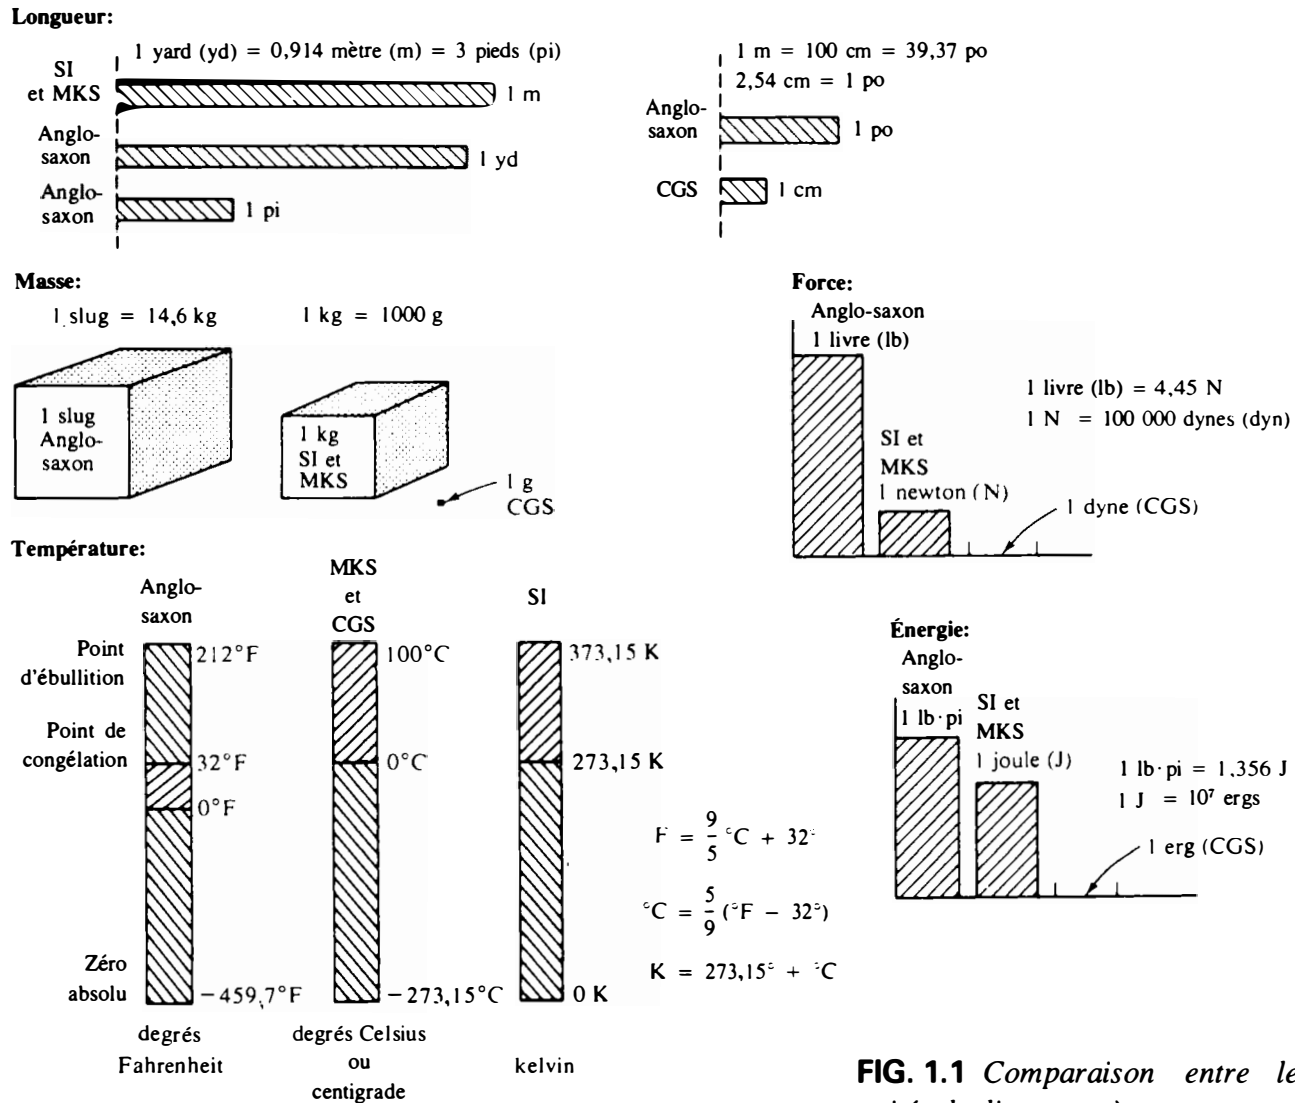 Longueur:
1 yard (yd) = 0,914 mètre (m) = 3 pieds (pi)
SI
et MKS
1 m
Anglo-
saxon
1 yd
Anglo-
saxon
1 pi
1 m = 100 cm = 39,37 po
2,54 cm = 1 po
Anglo-
saxon
1 po
CGS
1 cm
Masse:
1 slug = 14,6 kg
1 kg = 1000 g
1 slug
Anglo-
saxon
1 kg
SI et
MKS
1 g
CGS
Force:
Anglo-saxon
1 livre (lb)
1 livre (lb) = 4,45 N
1 N = 100 000 dynes (dyn)
SI et
MKS
1 newton (N)
1 dyne (CGS)
Température:
Anglo-
saxon
MKS
et
CGS
SI
Point
d'ébullition
212°F
100°C
373,15 K
Point de
congélation
32°F
0°C
273,15 K
0°F
Zéro
absolu
−459,7°F
−273,15°C
0 K
degrés
Fahrenheit
degrés Celsius
ou
centigrade
kelvin
F = 9/5 °C + 32°
°C = 5/9 (°F − 32°)
K = 273,15° + °C
Énergie:
Anglo-
saxon
1 lb·pi
SI et
MKS
1 joule (J)
1 lb·pi = 1,356 J
1 J = 10⁷ ergs
1 erg (CGS)
FIG. 1.1 Comparaison entre le